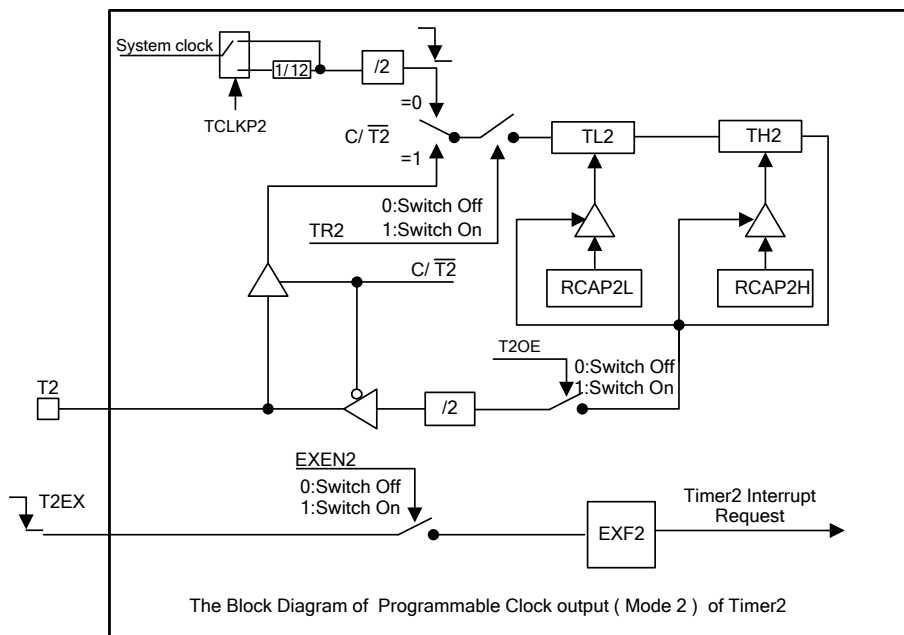 System clock
1/12
/2
TCLKP2
=0
C/T2
=1
TL2
TH2
0:Switch Off
1:Switch On
TR2
C/T2
RCAP2L
RCAP2H
T2OE
0:Switch Off
1:Switch On
T2
/2
EXEN2
0:Switch Off
1:Switch On
T2EX
EXF2
Timer2 Interrupt
Request
The Block Diagram of Programmable Clock output ( Mode 2 ) of Timer2